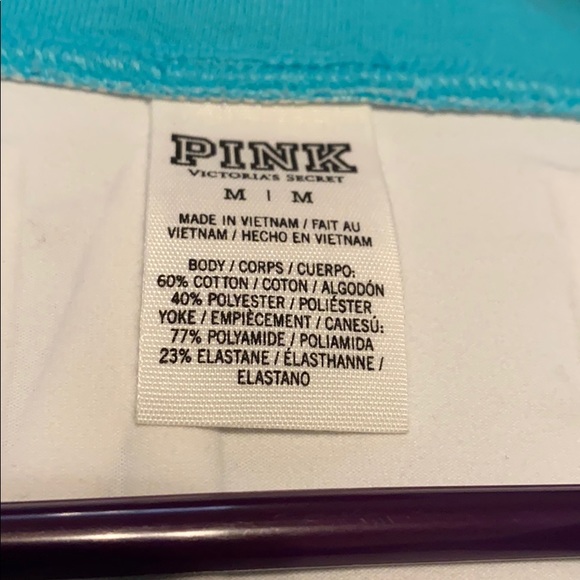 PINK
VICTORIA'S SECRET
M | M
MADE IN VIETNAM / FAIT AU
VIETNAM / HECHO EN VIETNAM
BODY / CORPS / CUERPO:
60% COTTON / COTON / ALGODÓN
40% POLYESTER / POLIÉSTER
YOKE / EMPIÈCEMENT / CANESÚ:
77% POLYAMIDE / POLIAMIDA
23% ELASTANE / ÉLASTHANNE /
ELASTANO